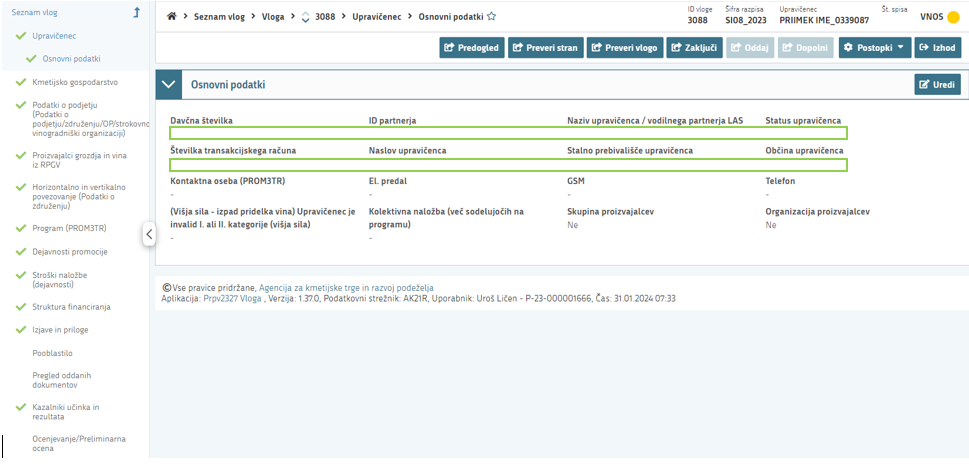 Seznam vlog
Upravičenec
Osnovni podatki
Kmetijsko gospodarstvo
Podatki o podjetju
(Podatki o
podjetju/združenju/OP/strokovno
vinogradniški organizaciji)
Proizvajalci grozdja in vina
iz RPGV
Horizontalno in vertikalno
povezovanje (Podatki o
združenju)
Program (PROM3TR)
Dejavnosti promocije
Stroški naložbe
(dejavnosti)
Struktura financiranja
Izjave in priloge
Pooblastilo
Pregled oddanih
dokumentov
Kazalniki učinka in
rezultata
Ocenjevanje/Preliminarna
ocena
Seznam vlog > Vloga > 3088 > Upravičenec > Osnovni podatki
ID vloge Šifra razpisa Upravičenec Št. spisa
3088 SI08_2023 PRIIMEK IME_0339087 VNOS
Predogled Preveri stran Preveri vlogo Zaključi Oddaj Dopolni Postopki Izhod
Osnovni podatki Uredi
Davčna številka ID partnerja Naziv upravičenca / vodilnega partnerja LAS Status upravičenca
Številka transakcijskega računa Naslov upravičenca Stalno prebivališče upravičenca Občina upravičenca
Kontaktna oseba (PROM3TR) El. predal GSM Telefon
- - - -
(Višja sila - izpad pridelka vina) Upravičenec je Kolektivna naložba (več sodelujočih na Skupina proizvajalcev Organizacija proizvajalcev
invalid I. ali II. kategorije (višja sila) programu) Ne Ne
- -
©Vse pravice pridržane, Agencija za kmetijske trge in razvoj podeželja
Aplikacija: Prpv2327 Vloga , Verzija: 1.37.0, Podatkovni strežnik: AK21R, Uporabnik: Uroš Ličen - P-23-000001666, Čas: 31.01.2024 07:33